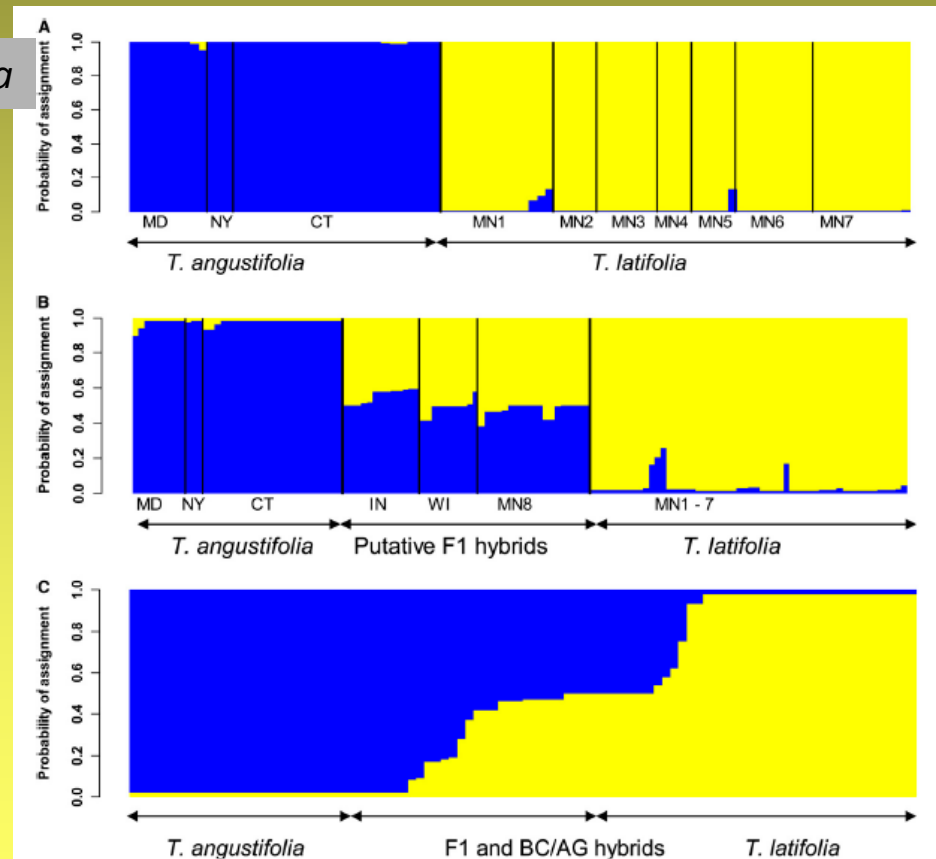 a
A
Probability of assignment
1.0
0.8
0.6
0.4
0.2
0.0
MD NY CT MN1 MN2 MN3 MN4 MN5 MN6 MN7
T. angustifolia T. latifolia
B
Probability of assignment
1.0
0.8
0.6
0.4
0.2
0.0
MD NY CT IN WI MN8 MN1 - 7
T. angustifolia Putative F1 hybrids T. latifolia
C
Probability of assignment
1.0
0.8
0.6
0.4
0.2
0.0
T. angustifolia F1 and BC/AG hybrids T. latifolia